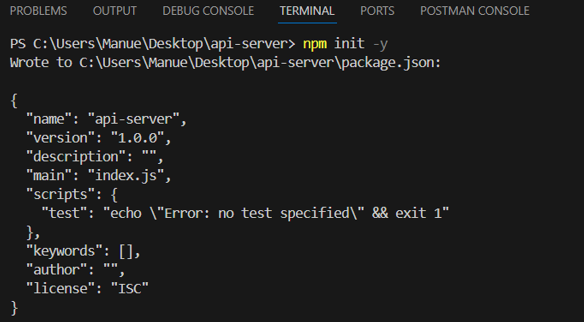 PROBLEMS OUTPUT DEBUG CONSOLE TERMINAL PORTS POSTMAN CONSOLE
PS C:\Users\Manue\Desktop\api-server> npm init -y
Wrote to C:\Users\Manue\Desktop\api-server\package.json:
{
  "name": "api-server",
  "version": "1.0.0",
  "description": "",
  "main": "index.js",
  "scripts": {
    "test": "echo \"Error: no test specified\" && exit 1"
  },
  "keywords": [],
  "author": "",
  "license": "ISC"
}